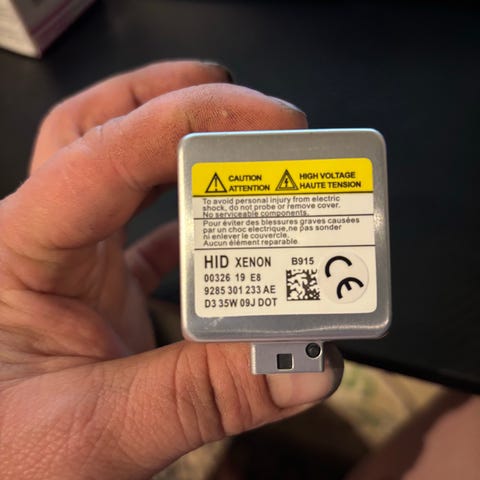 CAUTION
ATTENTION
HIGH VOLTAGE
HAUTE TENSION
To avoid personal injury from electric
shock, do not probe or remove cover.
No serviceable components.
Pour éviter des blessures graves causées
par un choc electrique,ne pas sonder
ni enlever le couvercle.
Aucun élément reparable
HID XENON B915
00326 19 E8
9285 301 233 AE
D3 35W 09J DOT
CE